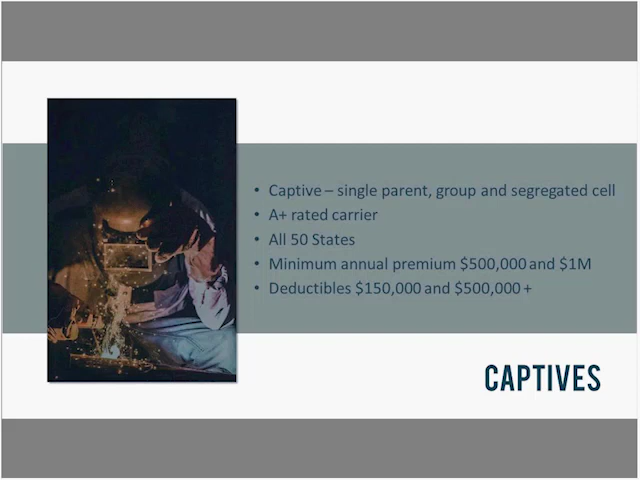 • Captive – single parent, group and segregated cell
• A+ rated carrier
• All 50 States
• Minimum annual premium $500,000 and $1M
• Deductibles $150,000 and $500,000 +
CAPTIVES